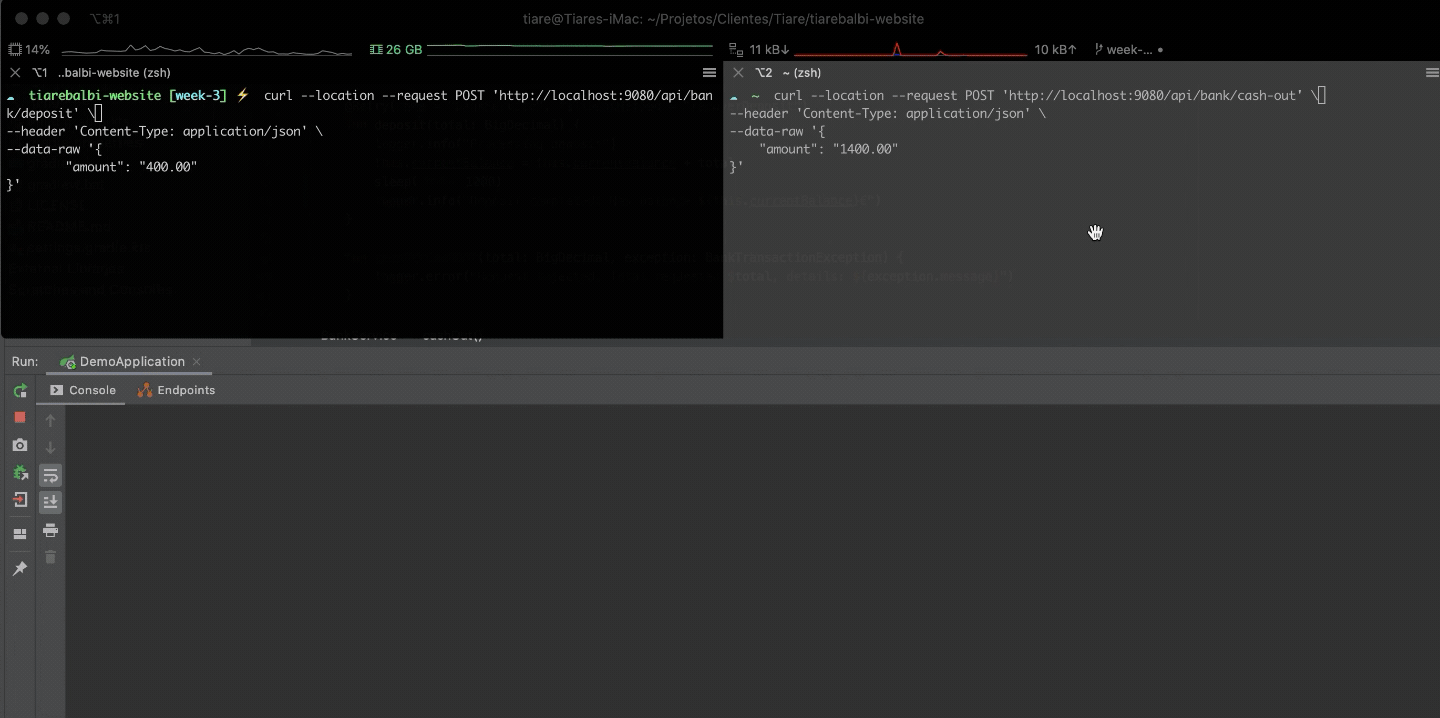 ⌥⌘1
tiare@Tiares-iMac: ~/Projetos/Clientes/Tiare/tiarebalbi-website
14%
26 GB
11 kB↓
10 kB↑
week-... •
⌥1 ..balbi-website (zsh)
tiarebalbi-website [week-3] ⚡ curl --location --request POST 'http://localhost:9080/api/ban
k/deposit' \
--header 'Content-Type: application/json' \
--data-raw '{
"amount": "400.00"
}'
⌥2 ~ (zsh)
~ curl --location --request POST 'http://localhost:9080/api/bank/cash-out' \
--header 'Content-Type: application/json' \
--data-raw '{
"amount": "1400.00"
}'
Run:
DemoApplication
Console
Endpoints